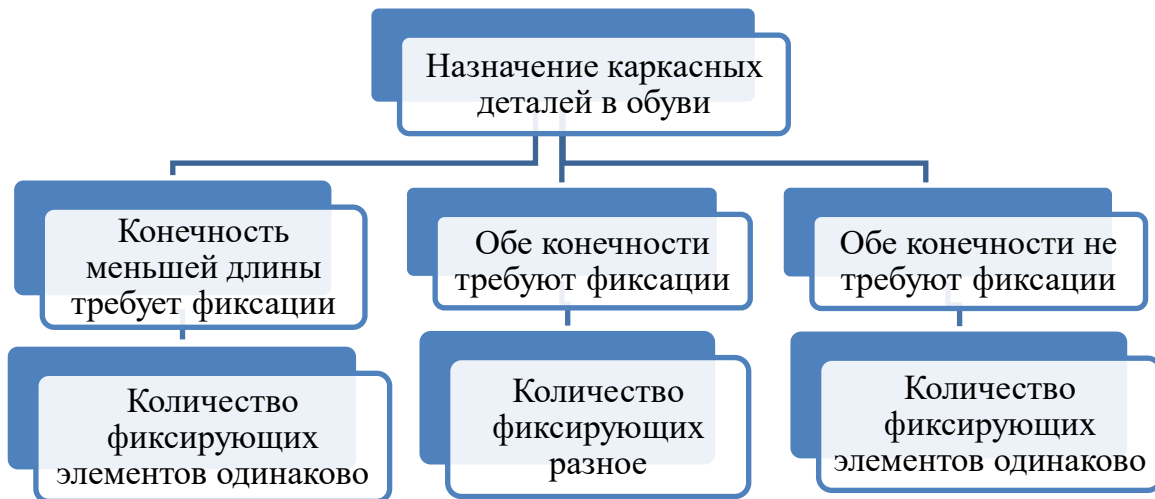 Назначение каркасных
деталей в обуви
Конечность
меньшей длины
требует фиксации
Обе конечности
требуют фиксации
Обе конечности не
требуют фиксации
Количество
фиксирующих
элементов одинаково
Количество
фиксирующих
разное
Количество
фиксирующих
элементов одинаково